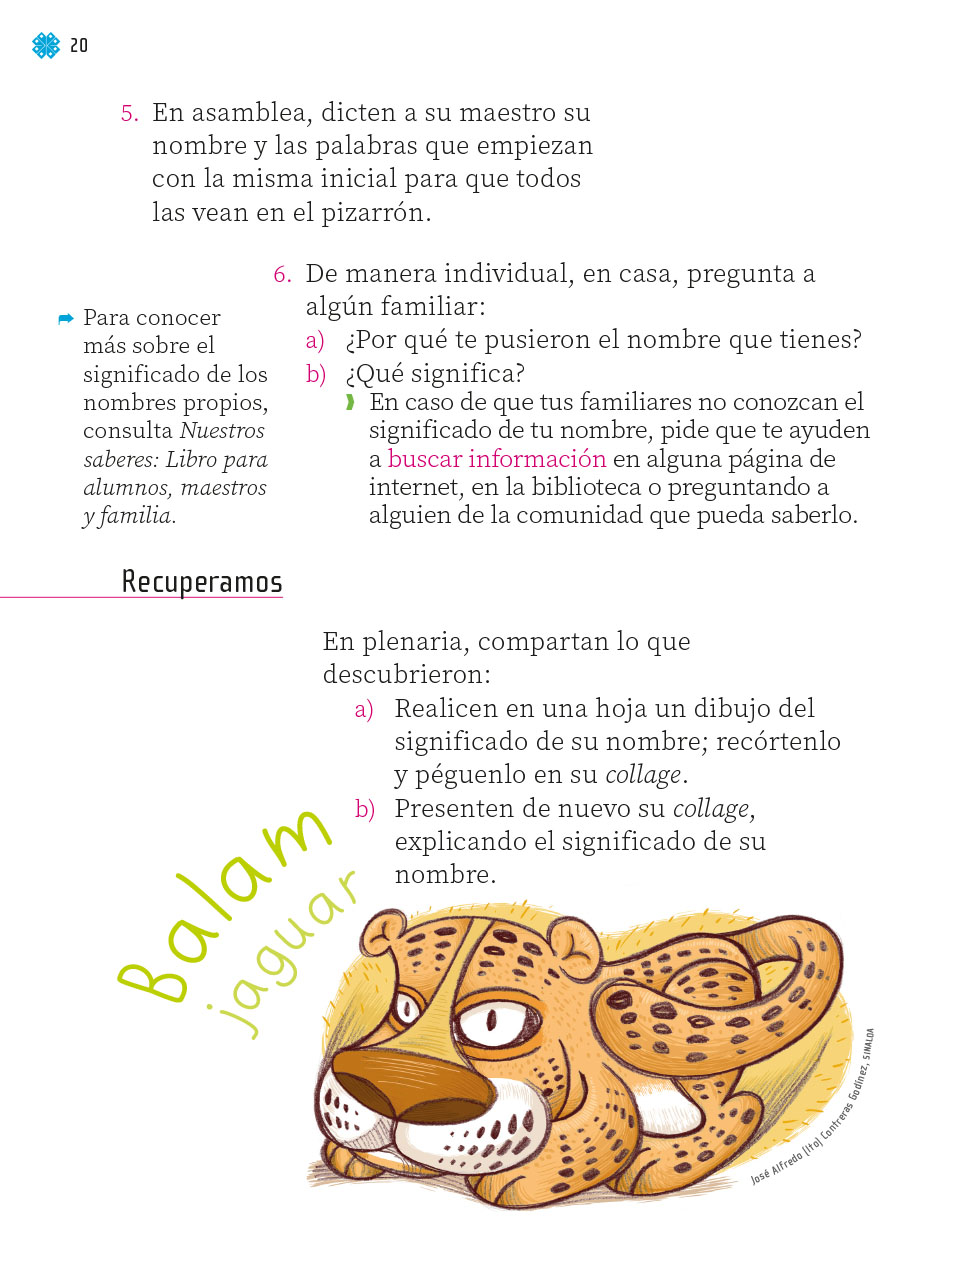 20
5. En asamblea, dicten a su maestro su
nombre y las palabras que empiezan
con la misma inicial para que todos
las vean en el pizarrón.
6. De manera individual, en casa, pregunta a
algún familiar:
a) ¿Por qué te pusieron el nombre que tienes?
b) ¿Qué significa?
En caso de que tus familiares no conozcan el
significado de tu nombre, pide que te ayuden
a buscar información en alguna página de
internet, en la biblioteca o preguntando a
alguien de la comunidad que pueda saberlo.
Para conocer
más sobre el
significado de los
nombres propios,
consulta Nuestros
saberes: Libro para
alumnos, maestros
y familia.
Recuperamos
En plenaria, compartan lo que
descubrieron:
a) Realicen en una hoja un dibujo del
significado de su nombre; recórtenlo
y péguenlo en su collage.
b) Presenten de nuevo su collage,
explicando el significado de su
nombre.
Balam
jaguar
José Alfredo (Ito) Contreras Godínez, SINALOA